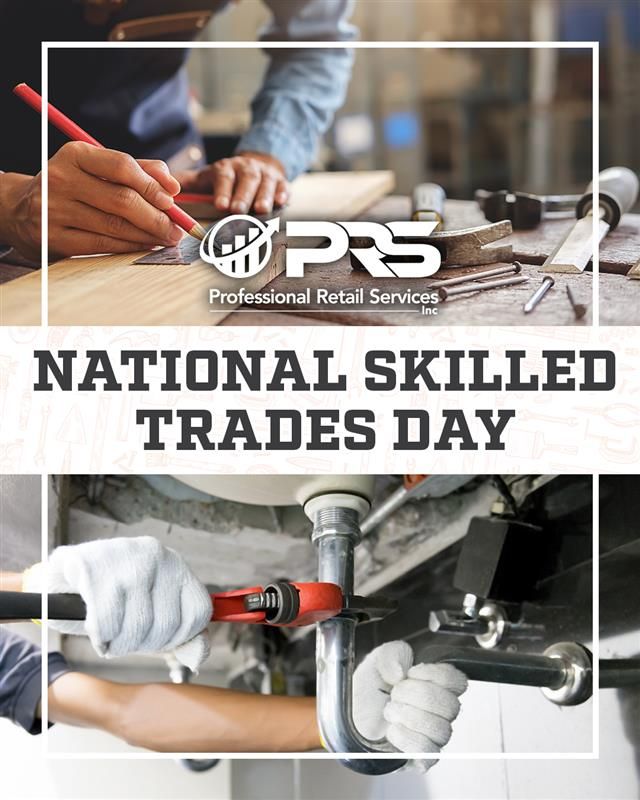 PRS
Professional Retail Services
Inc
NATIONAL SKILLED
TRADES DAY